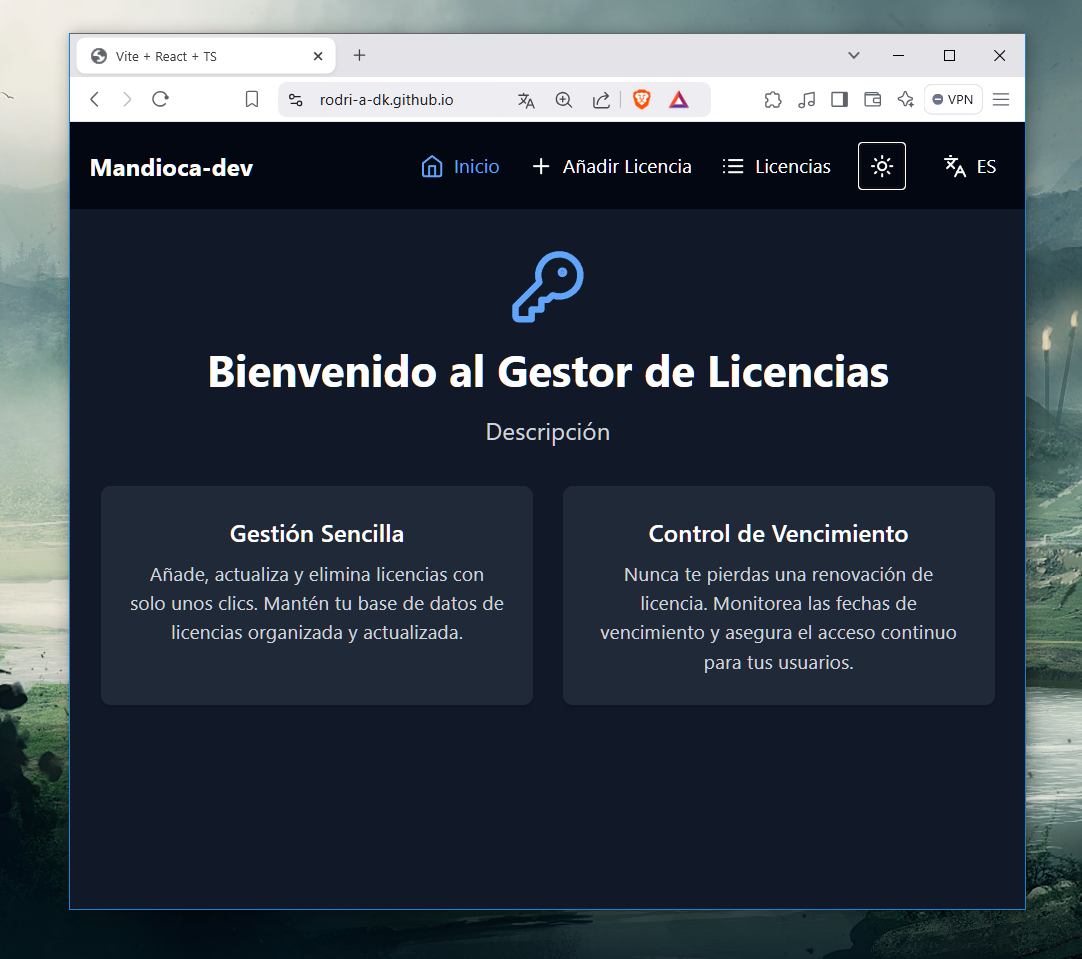 Vite + React + TS
rodri-a-dk.github.io
VPN
Mandioca-dev
Inicio
Añadir Licencia
Licencias
ES
Bienvenido al Gestor de Licencias
Descripción
Gestión Sencilla
Añade, actualiza y elimina licencias con
solo unos clics. Mantén tu base de datos de
licencias organizada y actualizada.
Control de Vencimiento
Nunca te pierdas una renovación de
licencia. Monitorea las fechas de
vencimiento y asegura el acceso continuo
para tus usuarios.